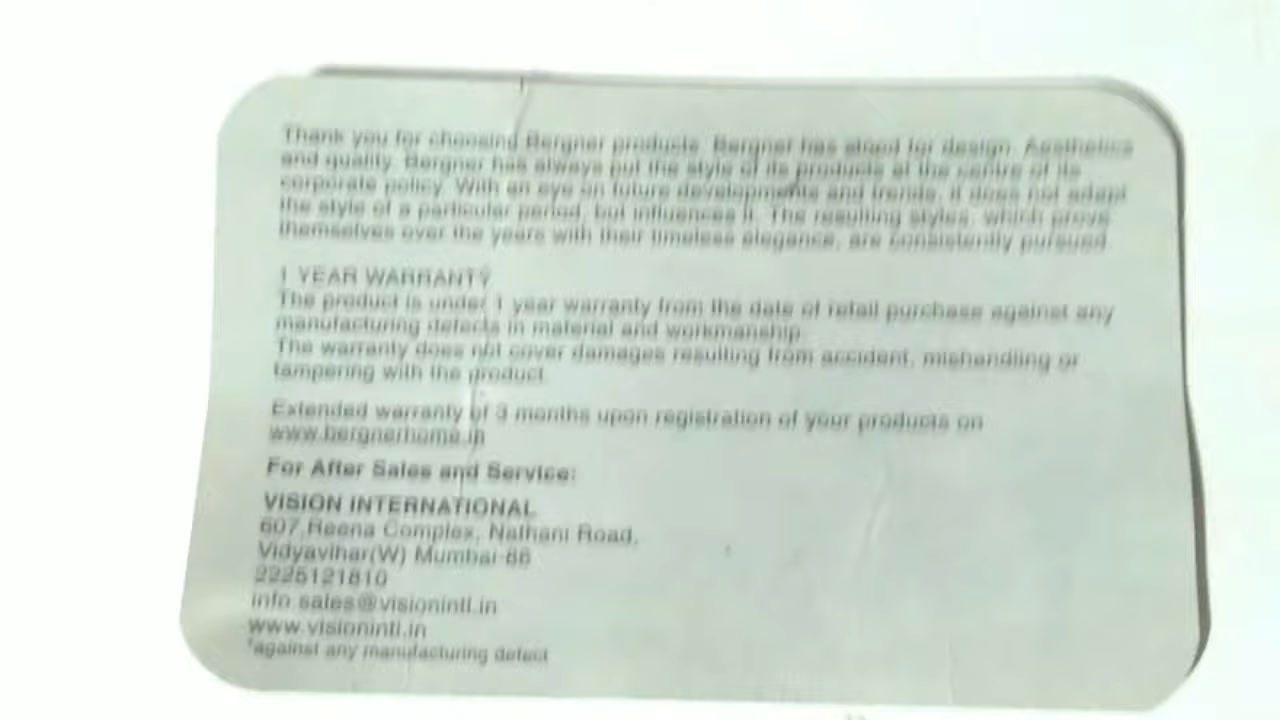 Thank you for choosing Bergner products. Bergner has stood for design, Aesthetics
and quality. Bergner has always put the style of its products at the centre of its
corporate policy. With an eye on future developments and trends, it does not adapt
the style of a particular period, but influences it. The resulting styles, which prove
themselves over the years with their timeless elegance, are consistently pursued.
1 YEAR WARRANTY
The product is under 1 year warranty from the date of retail purchase against any
manufacturing defects in material and workmanship.
The warranty does not cover damages resulting from accident, mishandling or
tampering with the product.
Extended warranty of 3 months upon registration of your products on
www.bergnerhome.in
For After Sales and Service:
VISION INTERNATIONAL
607,Reena Complex, Nathani Road,
Vidyavihar(W) Mumbai-86
2225121810
info.sales@visionintl.in
www.visionintl.in
*against any manufacturing defect